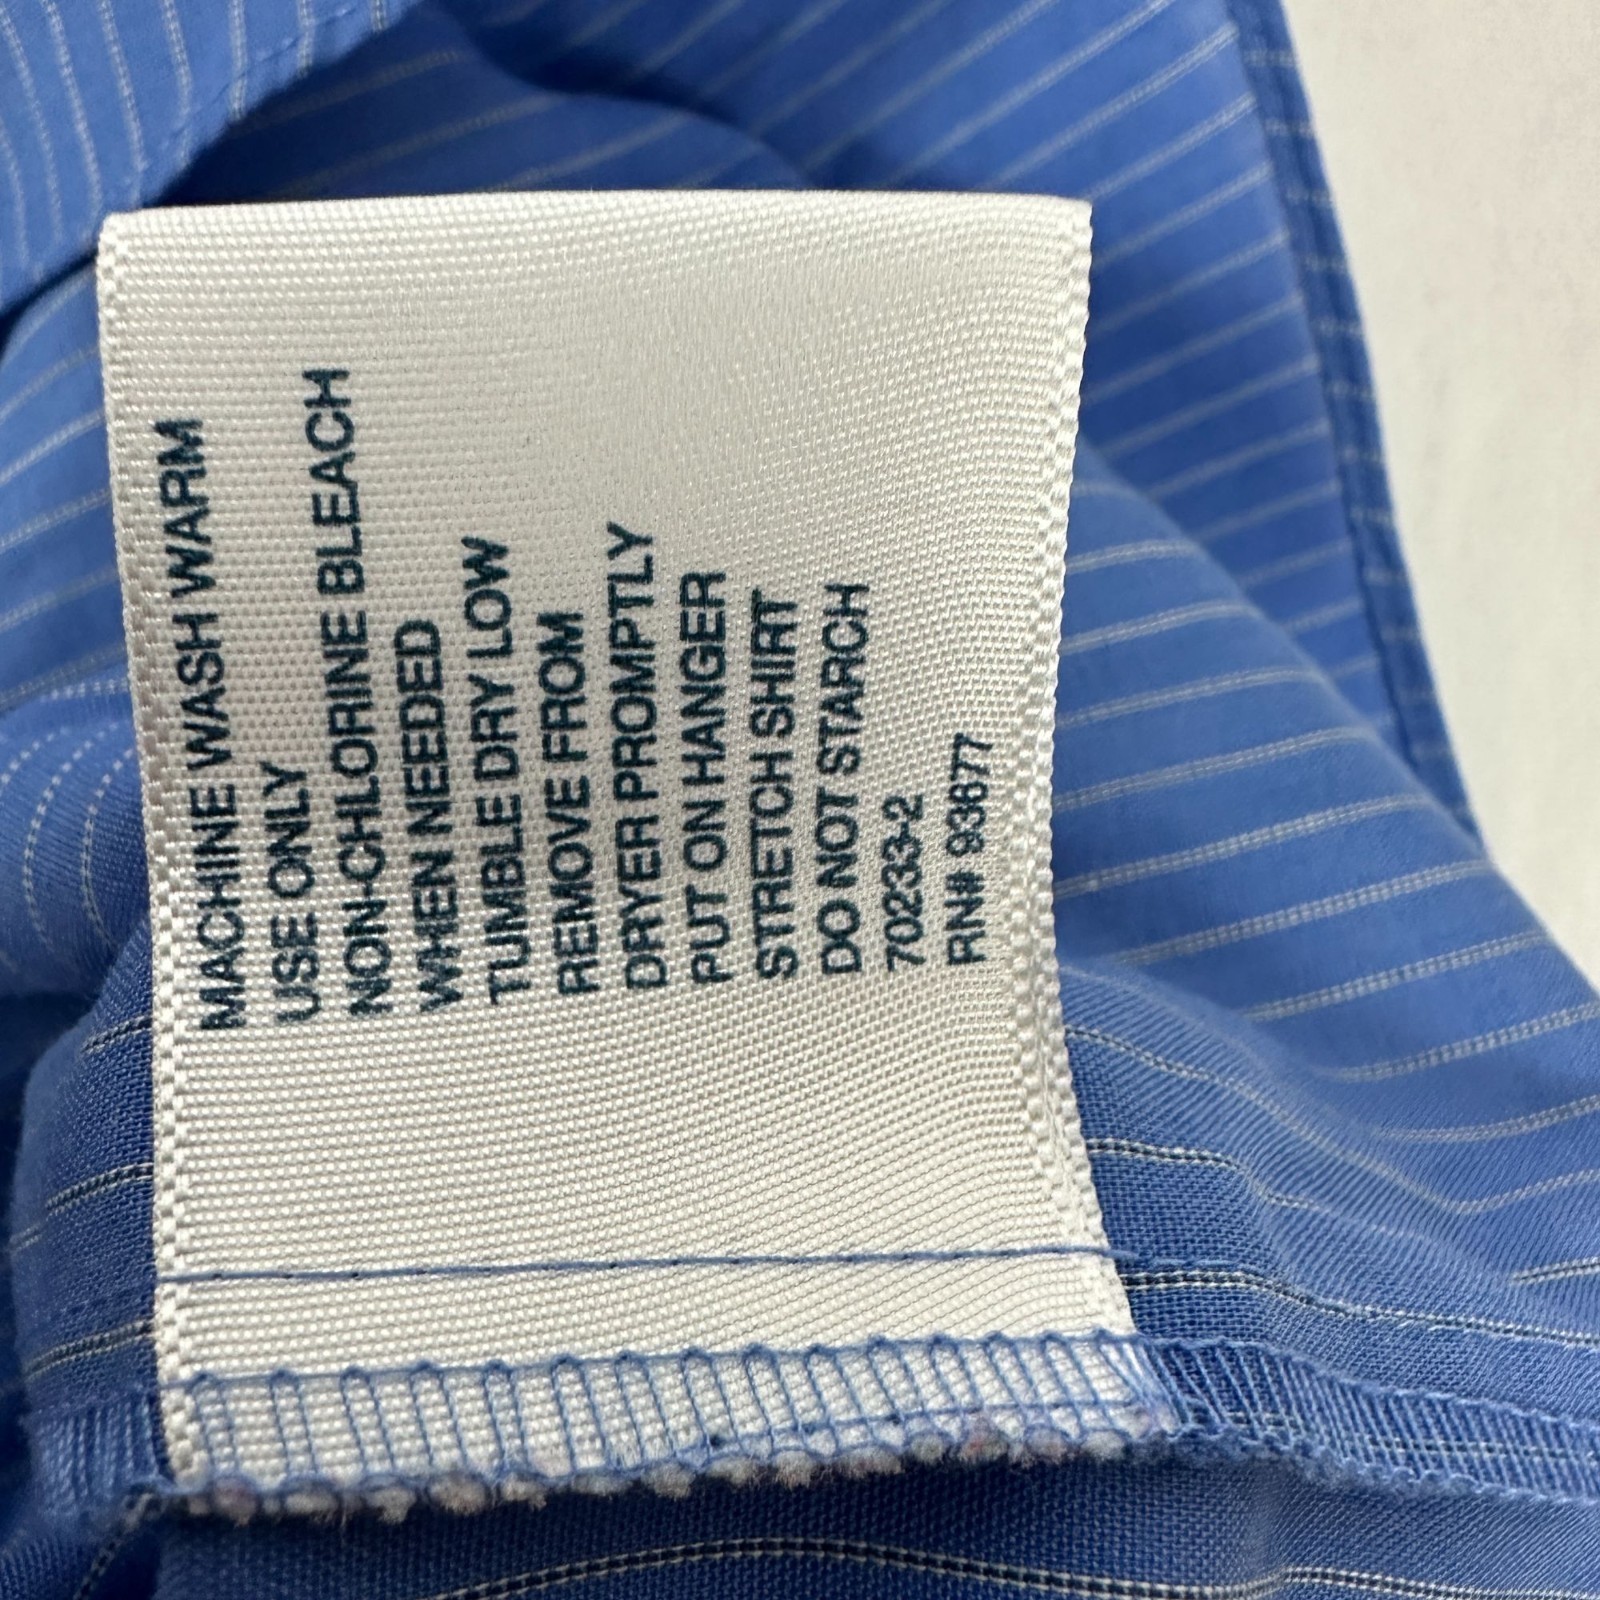 MACHINE WASH WARM
USE ONLY
NON-CHLORINE BLEACH
WHEN NEEDED
TUMBLE DRY LOW
REMOVE FROM
DRYER PROMPTLY
PUT ON HANGER
STRETCH SHIRT
DO NOT STARCH
70233-2
RN# 93677